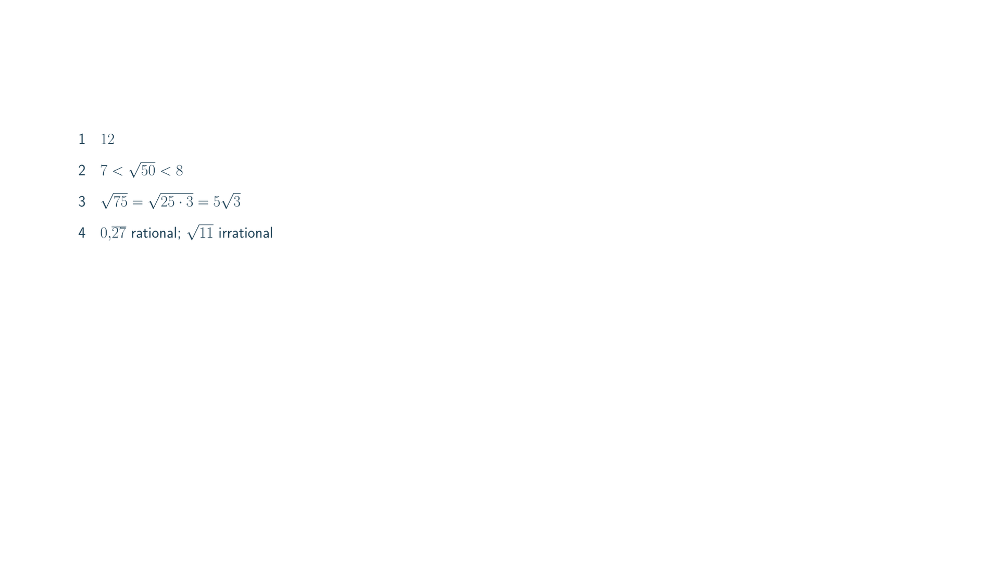 1 12
2 7 < √50 < 8
3 √75 = √25 · 3 = 5√3
4 0,2̅7̅ rational; √11 irrational